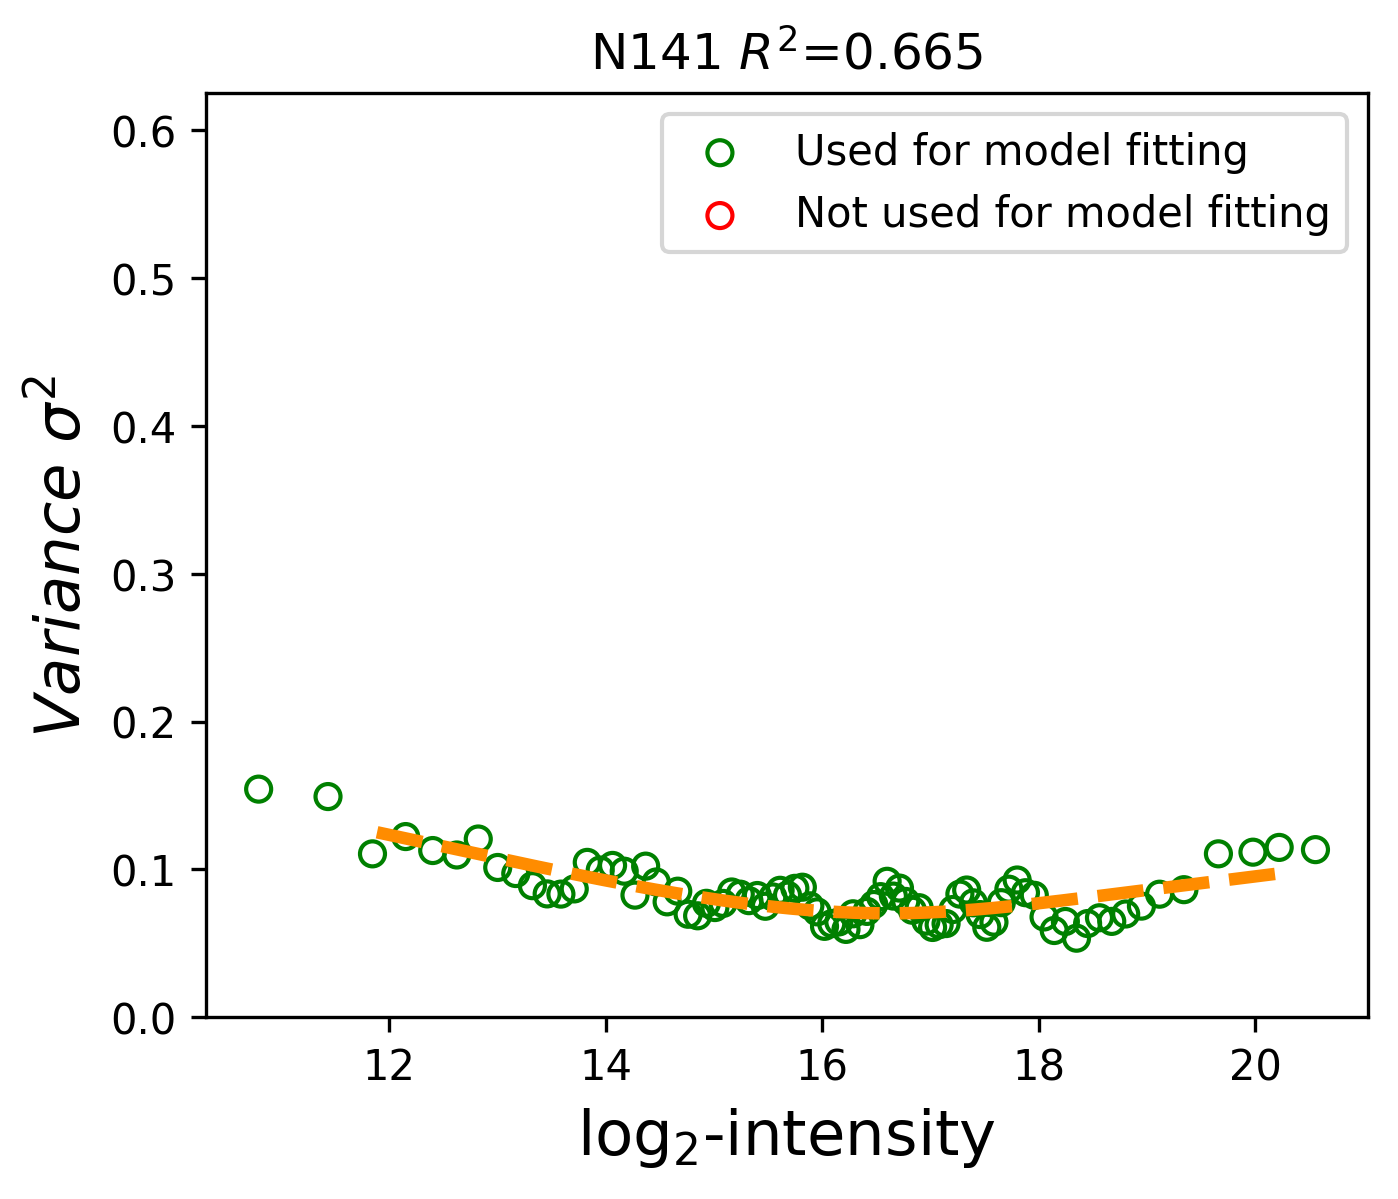 N141 R²=0.665
Used for model fitting
Not used for model fitting
0.6
0.5
0.4
0.3
0.2
0.1
0.0
Variance σ²
12 14 16 18 20
log₂-intensity